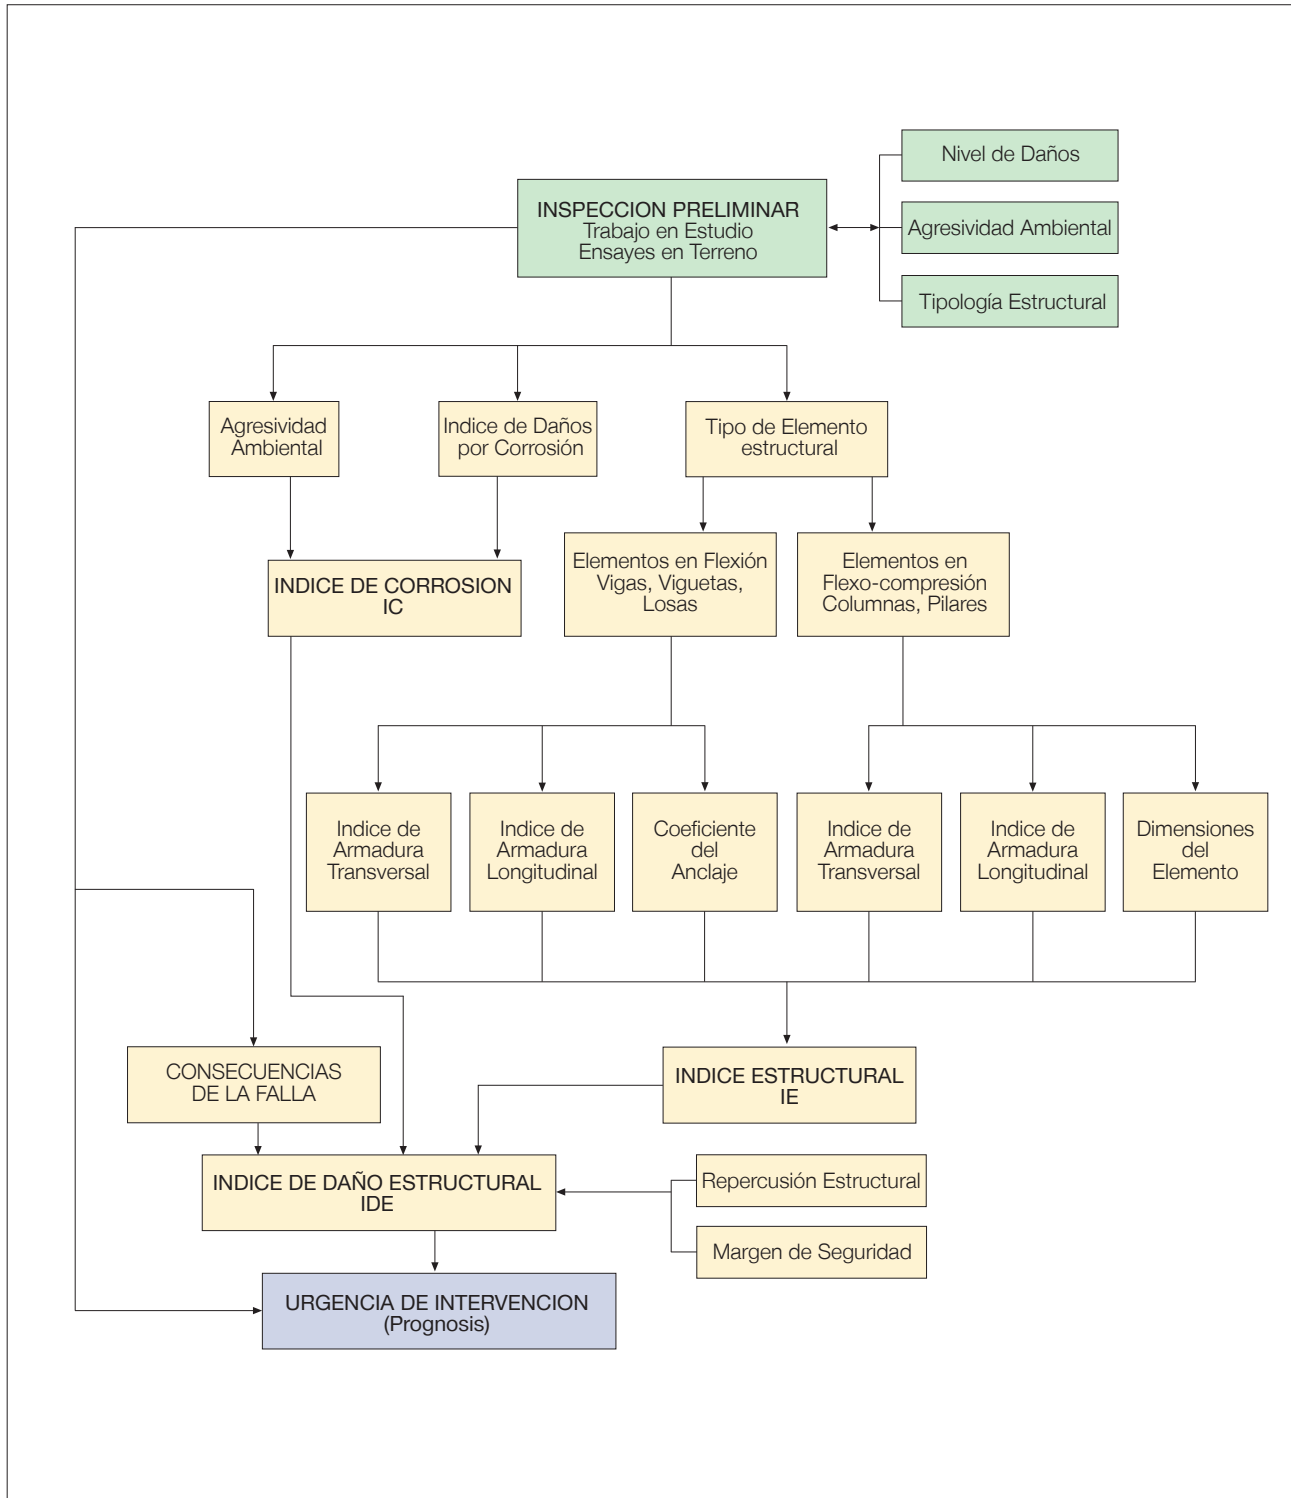 Nivel de Daños
INSPECCION PRELIMINAR
Trabajo en Estudio
Ensayes en Terreno
Agresividad Ambiental
Tipología Estructural
Agresividad
Ambiental
Indice de Daños
por Corrosión
Tipo de Elemento
estructural
INDICE DE CORROSION
IC
Elementos en Flexión
Vigas, Viguetas,
Losas
Elementos en
Flexo-compresión
Columnas, Pilares
Indice de
Armadura
Transversal
Indice de
Armadura
Longitudinal
Coeficiente
del
Anclaje
Indice de
Armadura
Transversal
Indice de
Armadura
Longitudinal
Dimensiones
del
Elemento
CONSECUENCIAS
DE LA FALLA
INDICE ESTRUCTURAL
IE
INDICE DE DAÑO ESTRUCTURAL
IDE
Repercusión Estructural
Margen de Seguridad
URGENCIA DE INTERVENCION
(Prognosis)